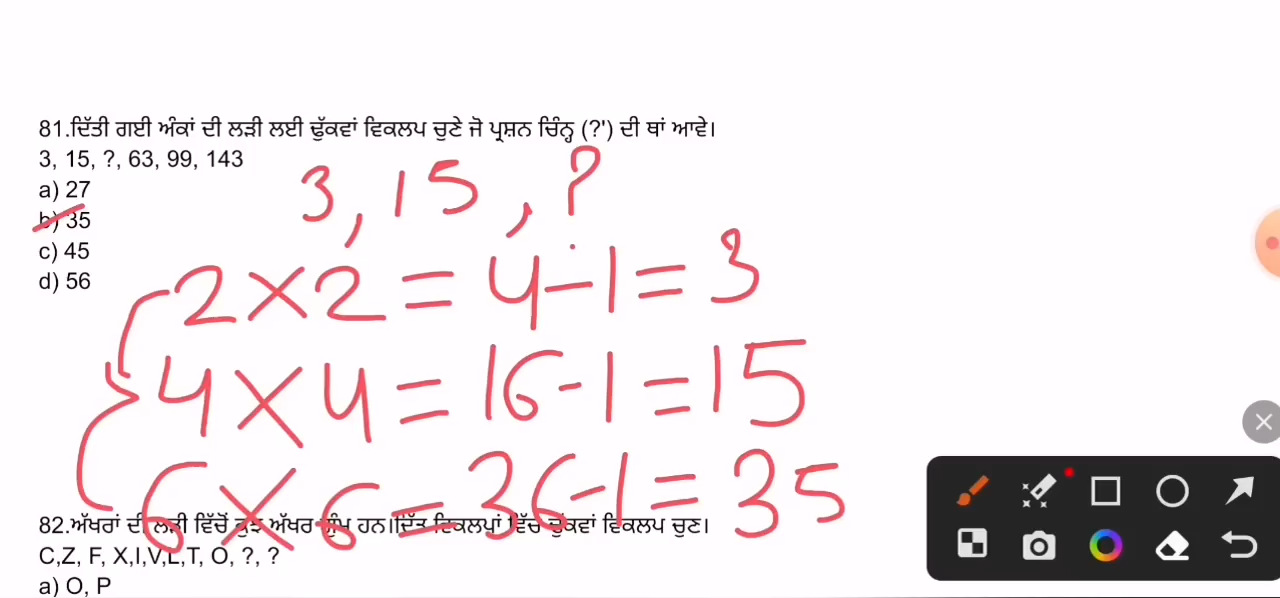 81.ਦਿੱਤੀ ਗਈ ਅੰਕਾਂ ਦੀ ਲੜੀ ਲਈ ਢੁੱਕਵਾਂ ਵਿਕਲਪ ਚੁਣੇ ਜੋ ਪ੍ਰਸ਼ਨ ਚਿੰਨ੍ਹ (?') ਦੀ ਥਾਂ ਆਵੇ।
3, 15, ?, 63, 99, 143
a) 27
b) 35
c) 45
d) 56
3, 15, ?
2×2=4-1=3
4×4=16-1=15
6×6=36-1=35
82.ਅੱਖਰਾਂ ਦੀ ਲੜੀ ਵਿੱਚੋਂ ਕੁਝ ਅੱਖਰ ਹਨ।ਦਿੱਤੇ ਵਿਕਲਪਾਂ ਵਿੱਚੋਂ ਢੁੱਕਵਾਂ ਵਿਕਲਪ ਚੁਣ।
C,Z, F, X,I,V,L,T, O, ?, ?
a) O, P